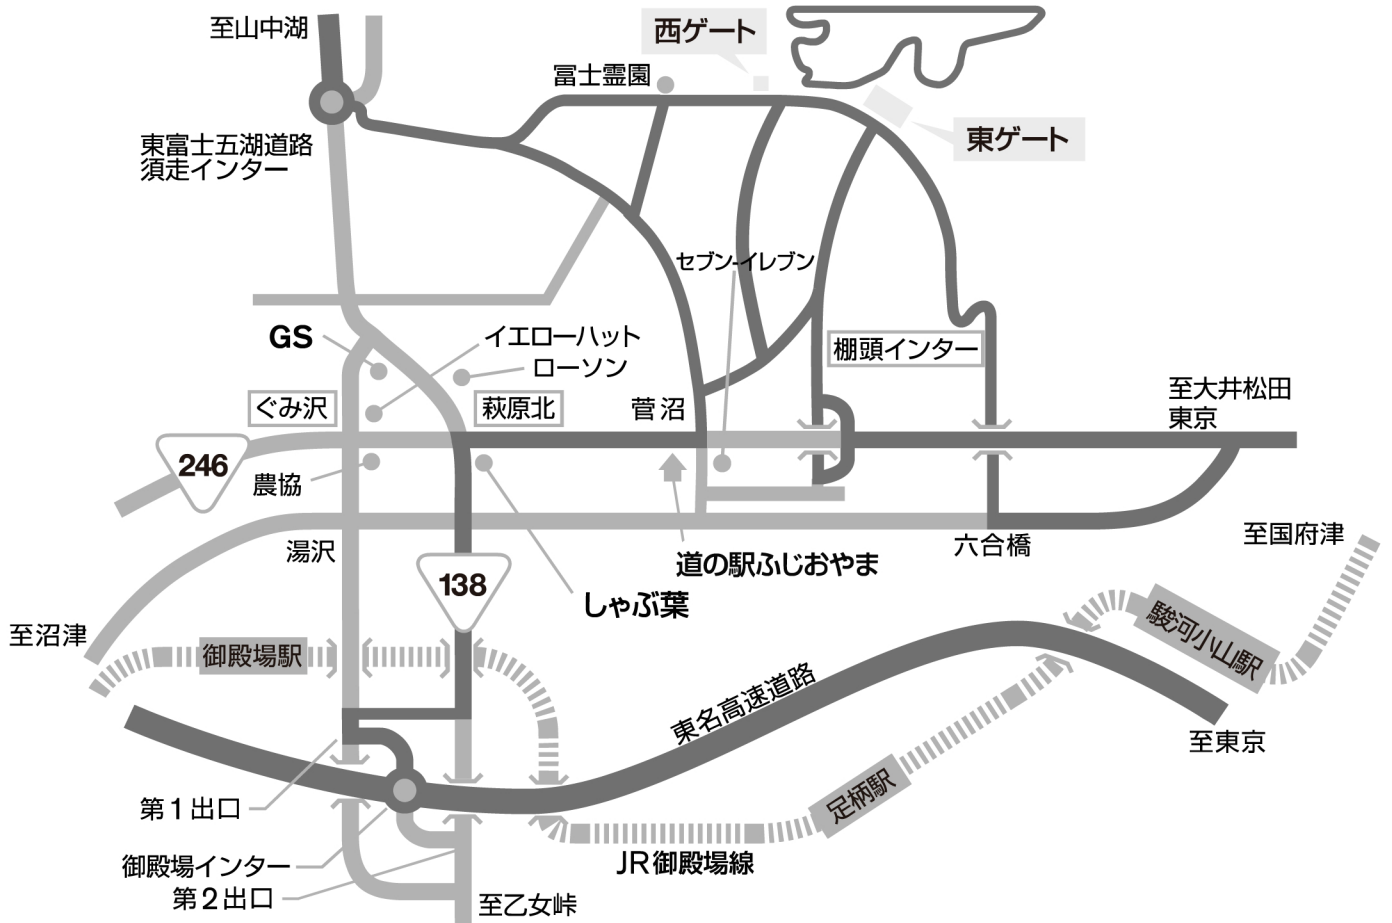 至山中湖
西ゲート
冨士霊園
東ゲート
東富士五湖道路
須走インター
セブン-イレブン
GS
イエローハット
ローソン
棚頭インター
ぐみ沢
萩原北
菅沼
至大井松田
東京
246
農協
湯沢
138
道の駅ふじおやま
六合橋
至国府津
しゃぶ葉
至沼津
御殿場駅
駿河小山駅
東名高速道路
至東京
第1出口
足柄駅
御殿場インター
JR御殿場線
第2出口
至乙女峠